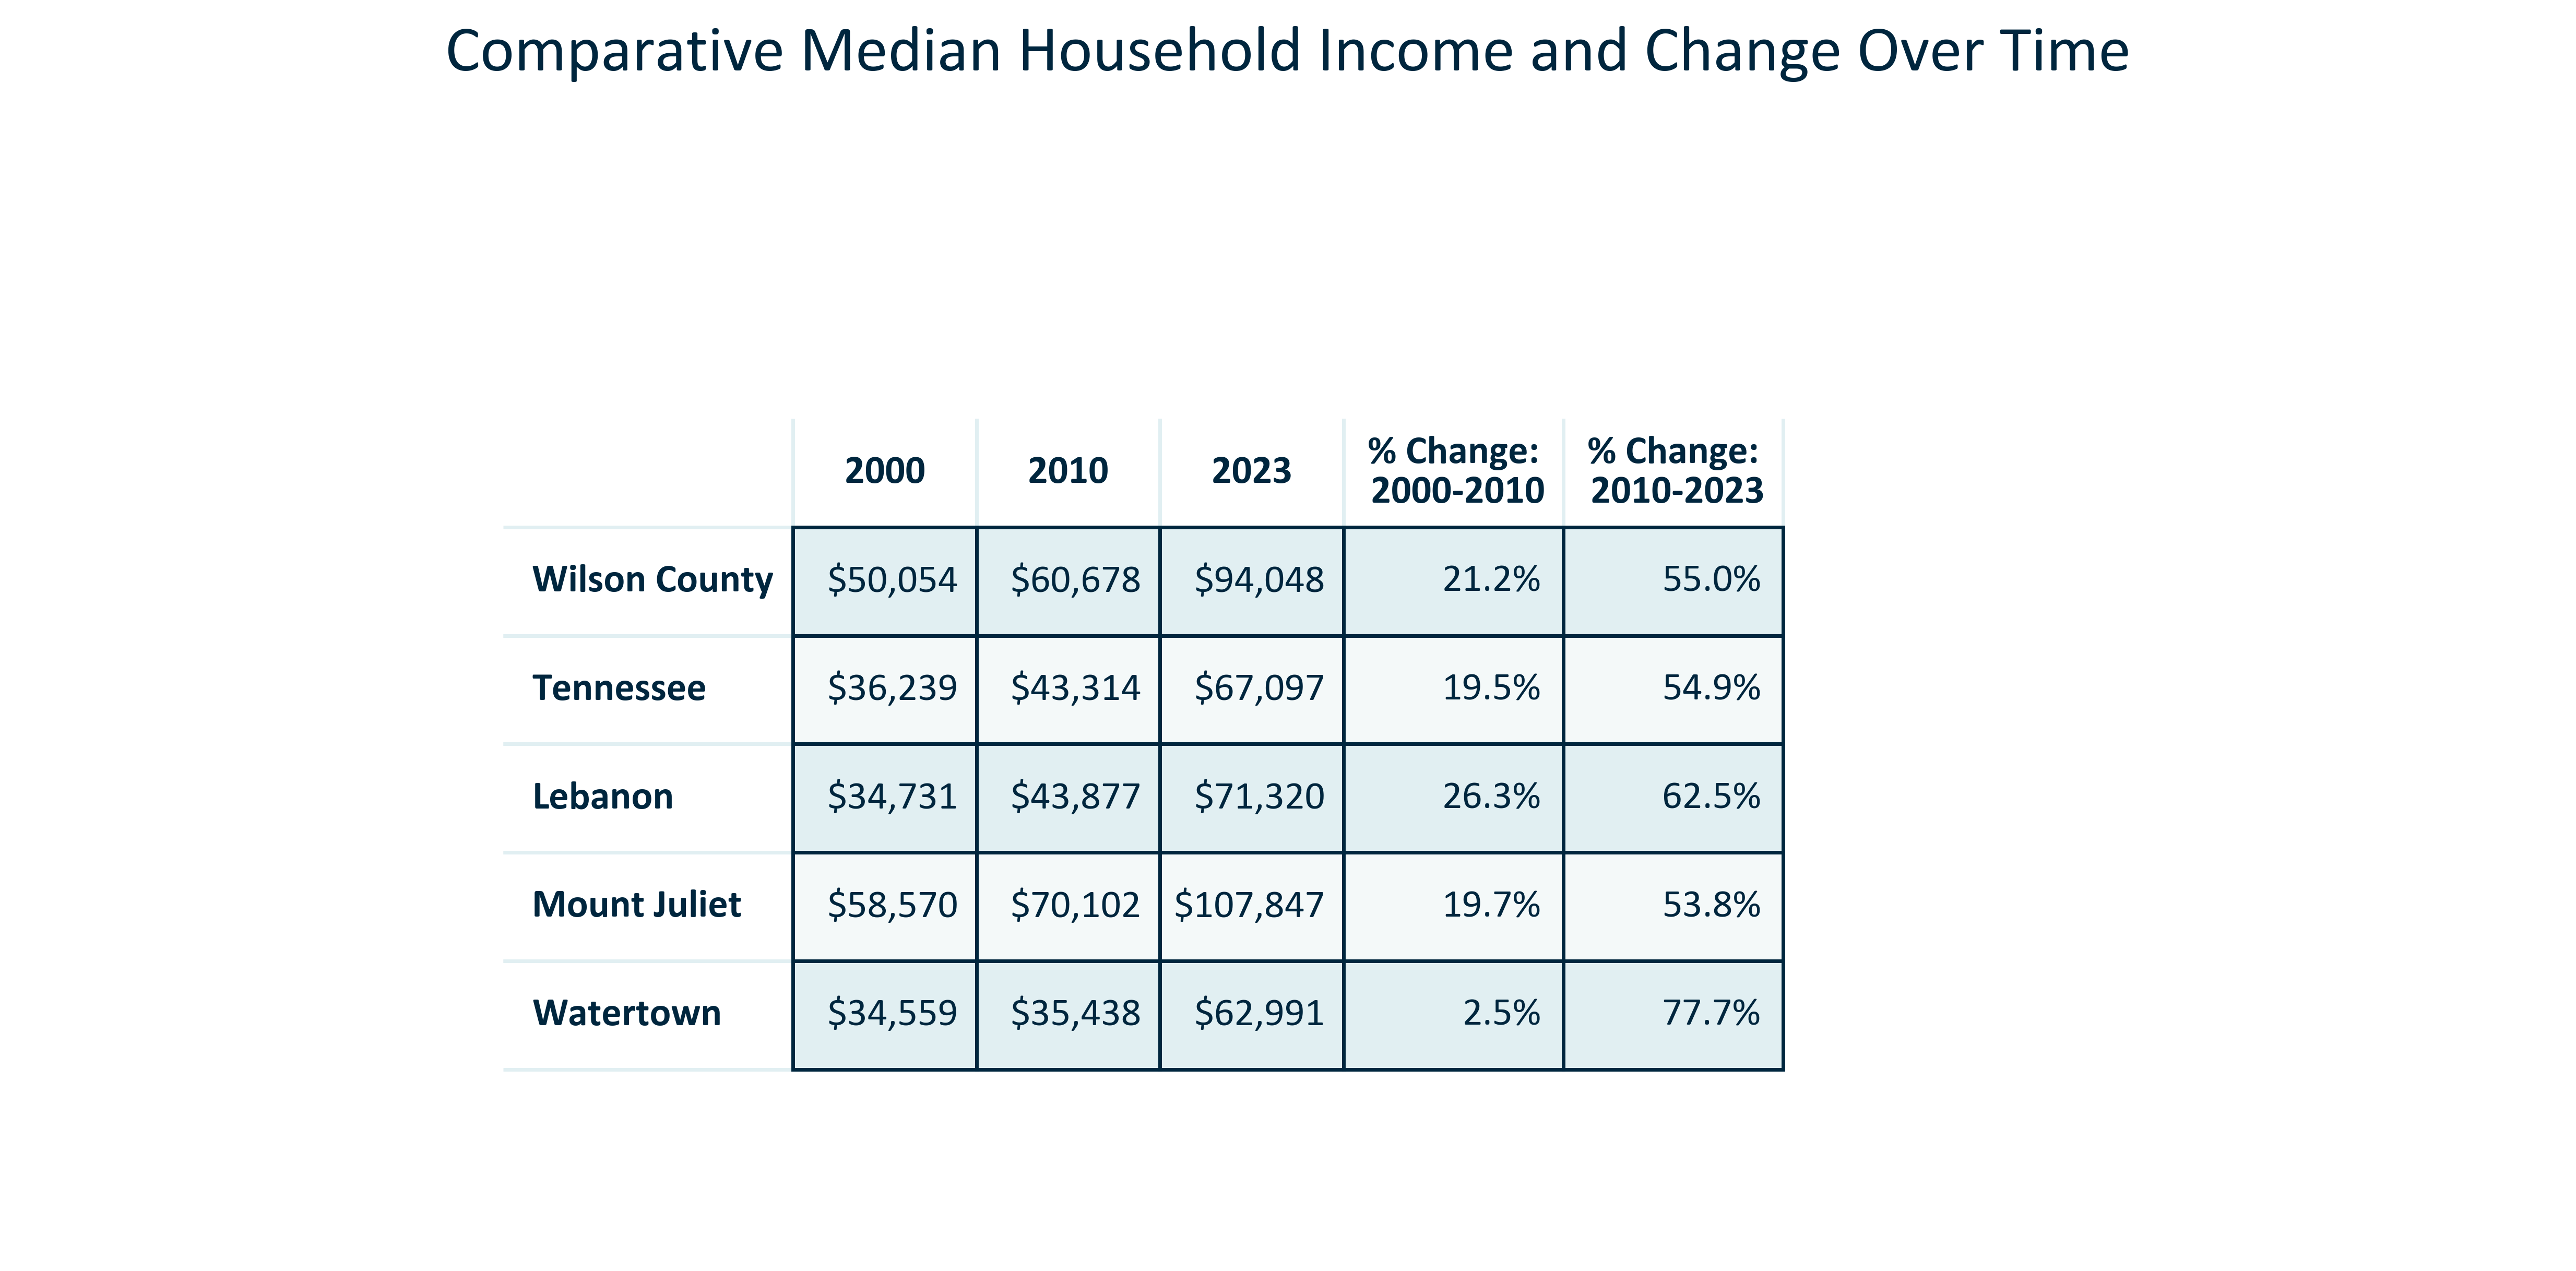 Comparative Median Household Income and Change Over Time
2000 2010 2023 % Change: 2000-2010 % Change: 2010-2023
Wilson County $50,054 $60,678 $94,048 21.2% 55.0%
Tennessee $36,239 $43,314 $67,097 19.5% 54.9%
Lebanon $34,731 $43,877 $71,320 26.3% 62.5%
Mount Juliet $58,570 $70,102 $107,847 19.7% 53.8%
Watertown $34,559 $35,438 $62,991 2.5% 77.7%